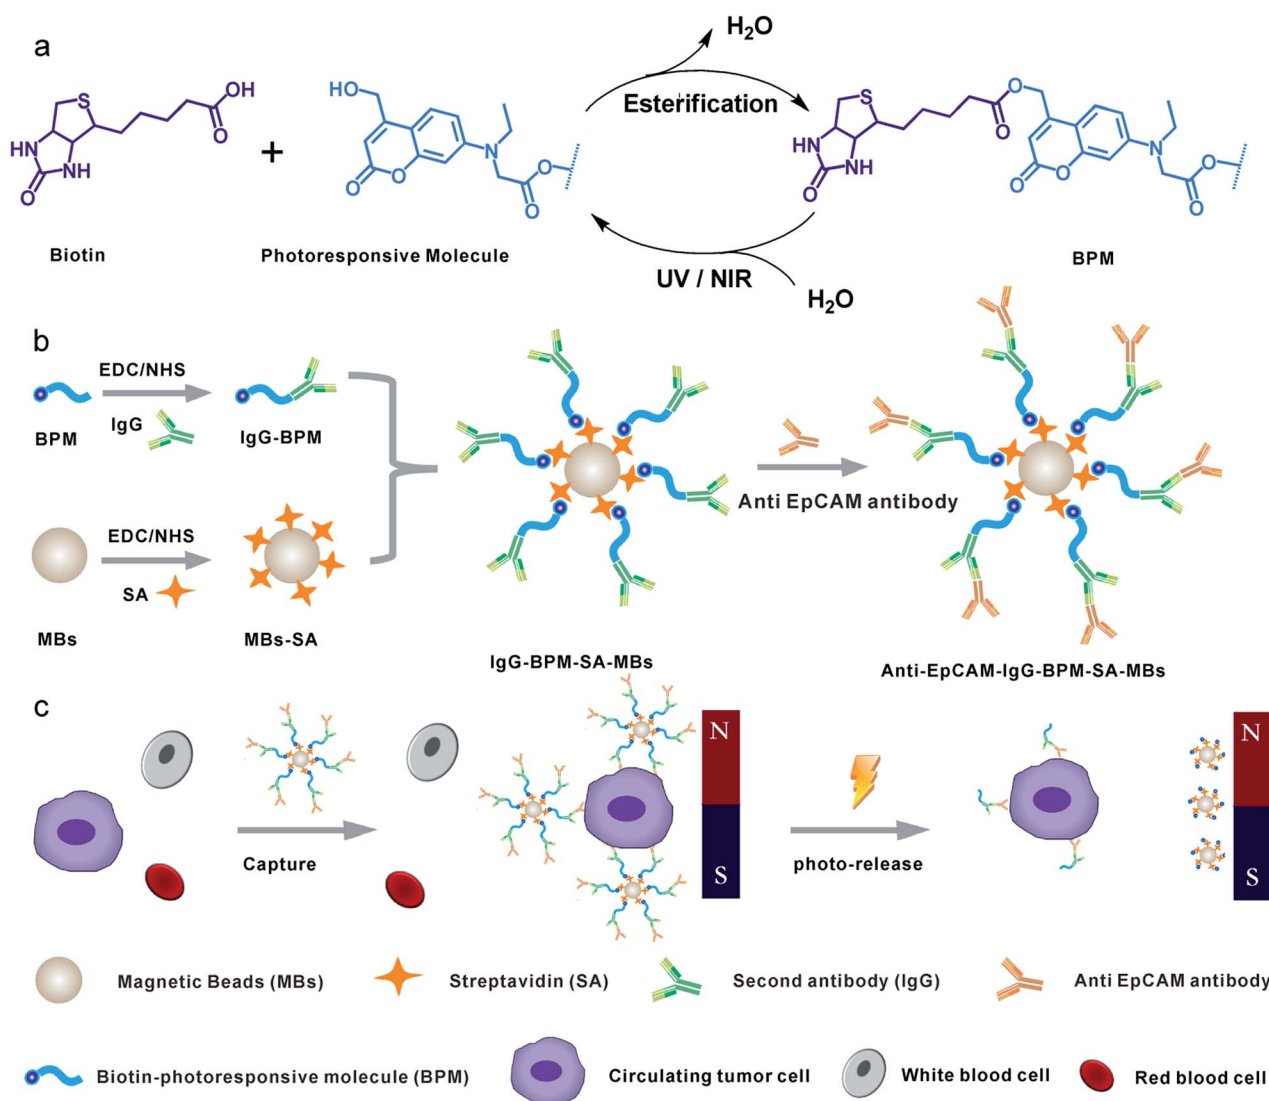 a
H₂O
Esterification
S
OH
O
HN
NH
O
Biotin
+
HO
O
O
N
O
O
Photoresponsive Molecule
UV / NIR
H₂O
S
O
O
HN
NH
O
O
O
N
O
O
BPM
b
EDC/NHS
BPM
IgG
IgG-BPM
EDC/NHS
SA
MBs
MBs-SA
IgG-BPM-SA-MBs
Anti EpCAM antibody
Anti-EpCAM-IgG-BPM-SA-MBs
c
Capture
N
S
photo-release
N
S
Magnetic Beads (MBs)
Streptavidin (SA)
Second antibody (IgG)
Anti EpCAM antibody
Biotin-photoresponsive molecule (BPM)
Circulating tumor cell
White blood cell
Red blood cell